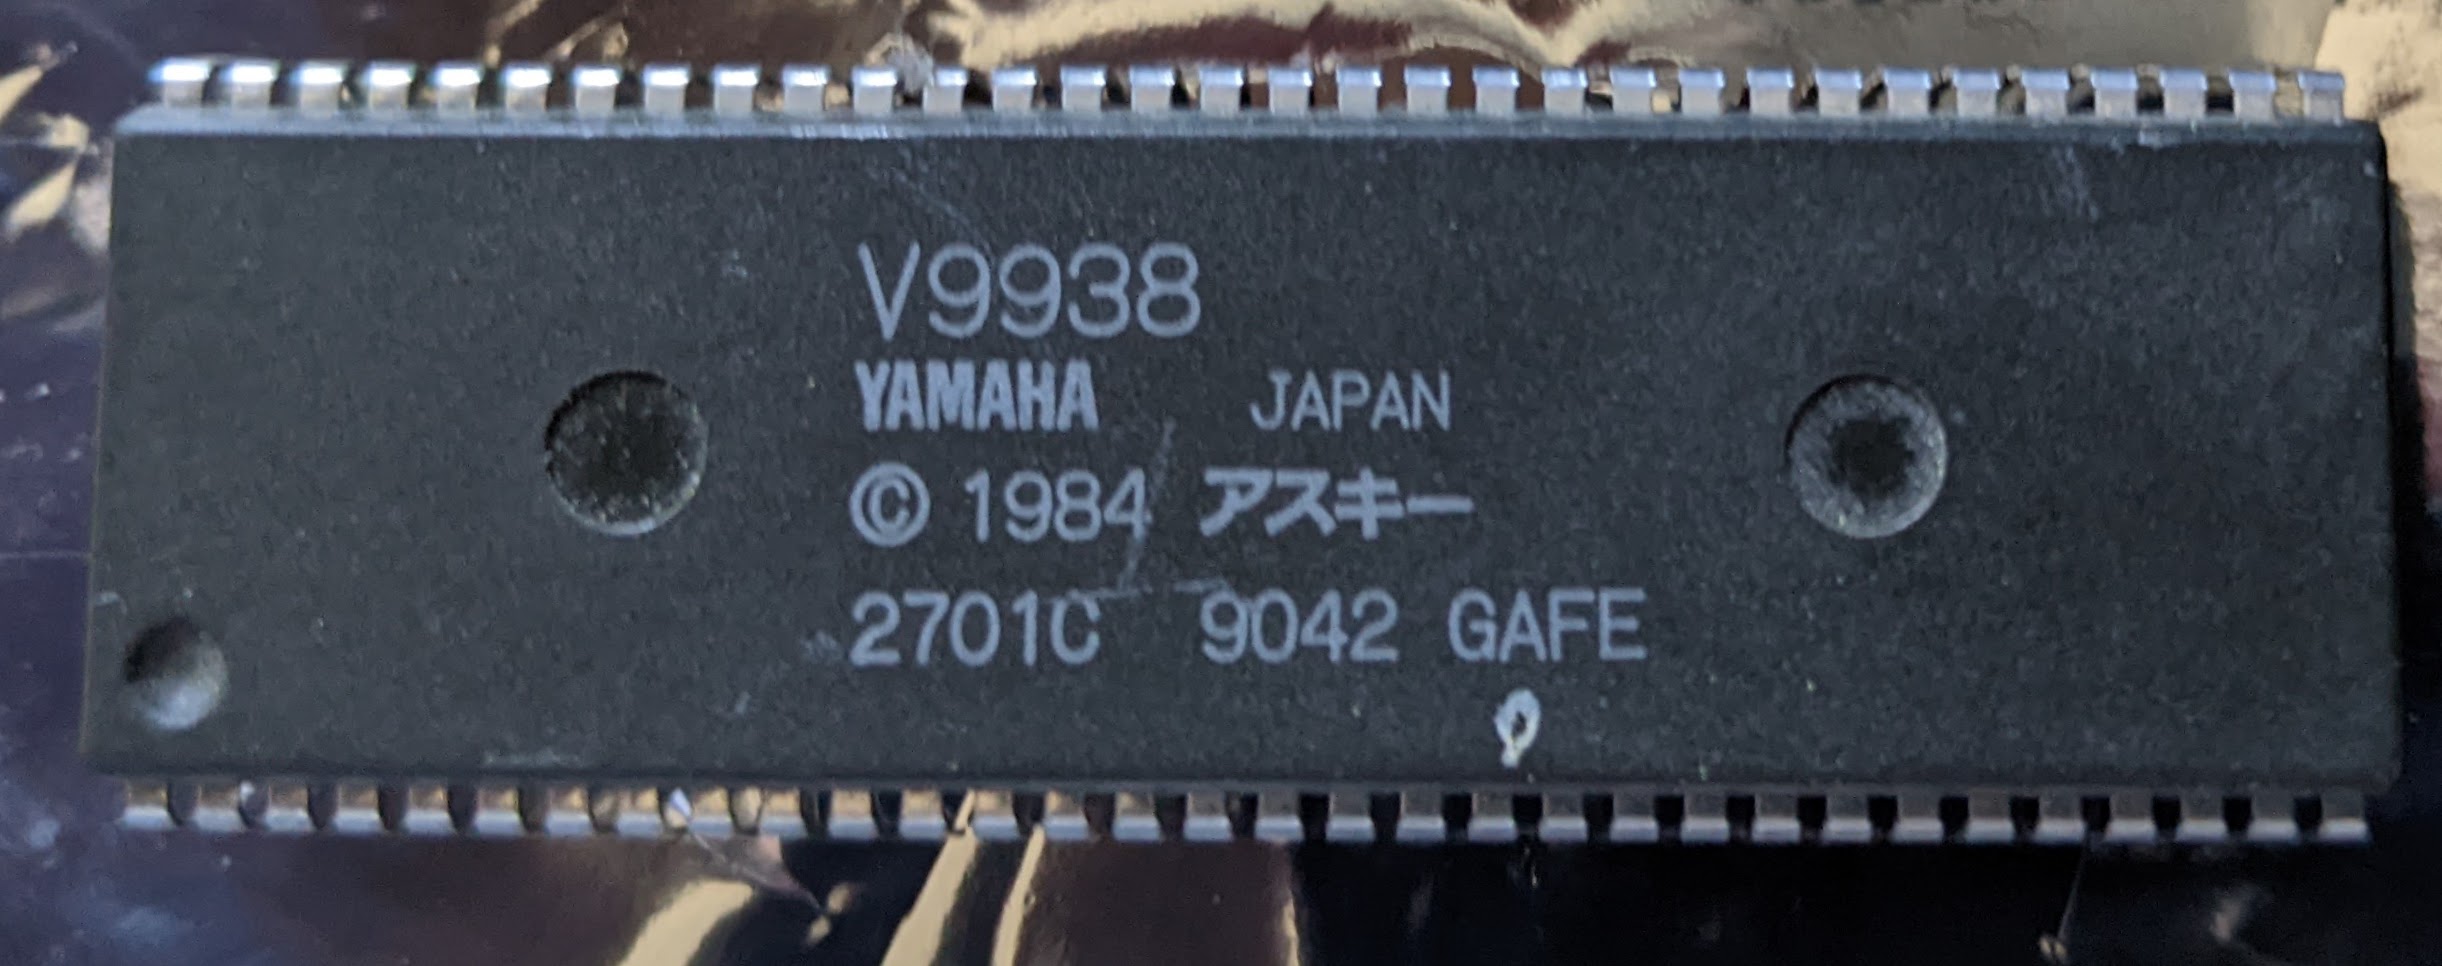 V9938
YAMAHA JAPAN
© 1984 アスキー
2701C 9042 GAFE